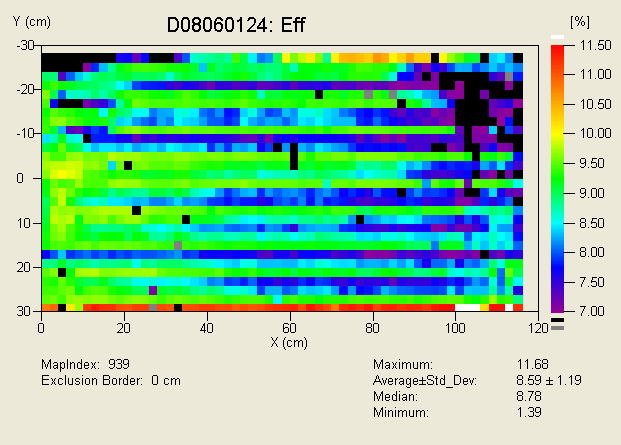 Y (cm) D08060124: Eff [%]
-30 11.50
11.00
-20 10.50
-10 10.00
9.50
0 9.00
10 8.50
8.00
20 7.50
30 7.00
0 20 40 60 80 100 120
X (cm)
MapIndex: 939 Maximum: 11.68
Exclusion Border: 0 cm Average±Std_Dev: 8.59 ± 1.19
Median: 8.78
Minimum: 1.39